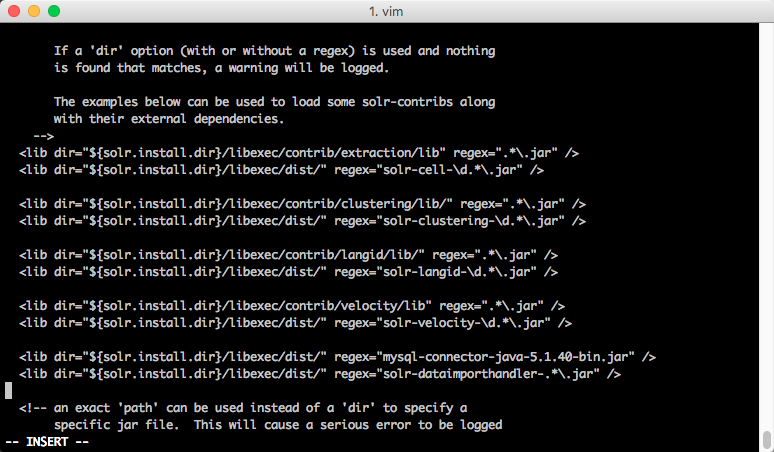 1. vim
If a 'dir' option (with or without a regex) is used and nothing
is found that matches, a warning will be logged.
The examples below can be used to load some solr-contribs along
with their external dependencies.
-->
<lib dir="${solr.install.dir}/libexec/contrib/extraction/lib" regex=".*\.jar" />
<lib dir="${solr.install.dir}/libexec/dist/" regex="solr-cell-\d.*\.jar" />
<lib dir="${solr.install.dir}/libexec/contrib/clustering/lib/" regex=".*\.jar" />
<lib dir="${solr.install.dir}/libexec/dist/" regex="solr-clustering-\d.*\.jar" />
<lib dir="${solr.install.dir}/libexec/contrib/langid/lib/" regex=".*\.jar" />
<lib dir="${solr.install.dir}/libexec/dist/" regex="solr-langid-\d.*\.jar" />
<lib dir="${solr.install.dir}/libexec/contrib/velocity/lib" regex=".*\.jar" />
<lib dir="${solr.install.dir}/libexec/dist/" regex="solr-velocity-\d.*\.jar" />
<lib dir="${solr.install.dir}/libexec/dist/" regex="mysql-connector-java-5.1.40-bin.jar" />
<lib dir="${solr.install.dir}/libexec/dist/" regex="solr-dataimporthandler-.*\.jar" />
<!-- an exact 'path' can be used instead of a 'dir' to specify a
specific jar file.  This will cause a serious error to be logged
-- INSERT --